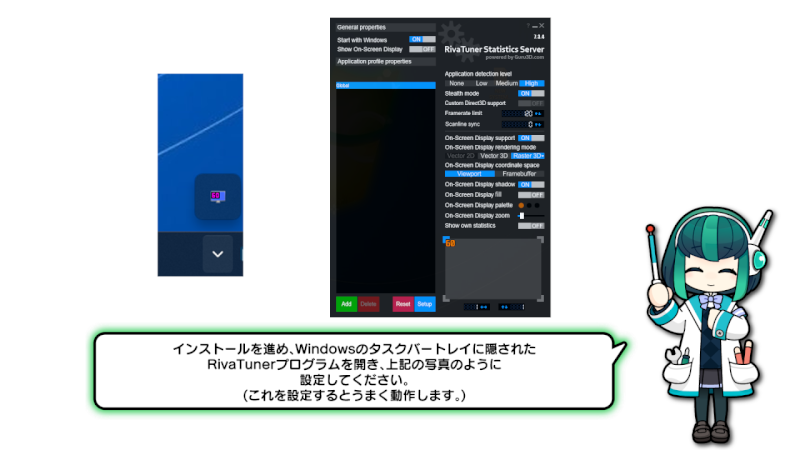 General properties
Start with Windows ON
Show On-Screen Display OFF
Application profile properties
Global
Add Delete Reset Setup
7.3.4
RivaTuner Statistics Server
powered by Guru3D.com
Application detection level
None Low Medium High
Stealth mode ON
Custom Direct3D support OFF
Framerate limit 120
Scanline sync 0
On-Screen Display support ON
On-Screen Display rendering mode
Vector 2D Vector 3D Raster 3D+
On-Screen Display coordinate space
Viewport Framebuffer
On-Screen Display shadow ON
On-Screen Display fill OFF
On-Screen Display palette
On-Screen Display zoom
Show own statistics OFF
60
1 1
インストールを進め、Windowsのタスクバートレイに隠された
RivaTunerプログラムを開き、上記の写真のように
設定してください。
(これを設定するとうまく動作します。)